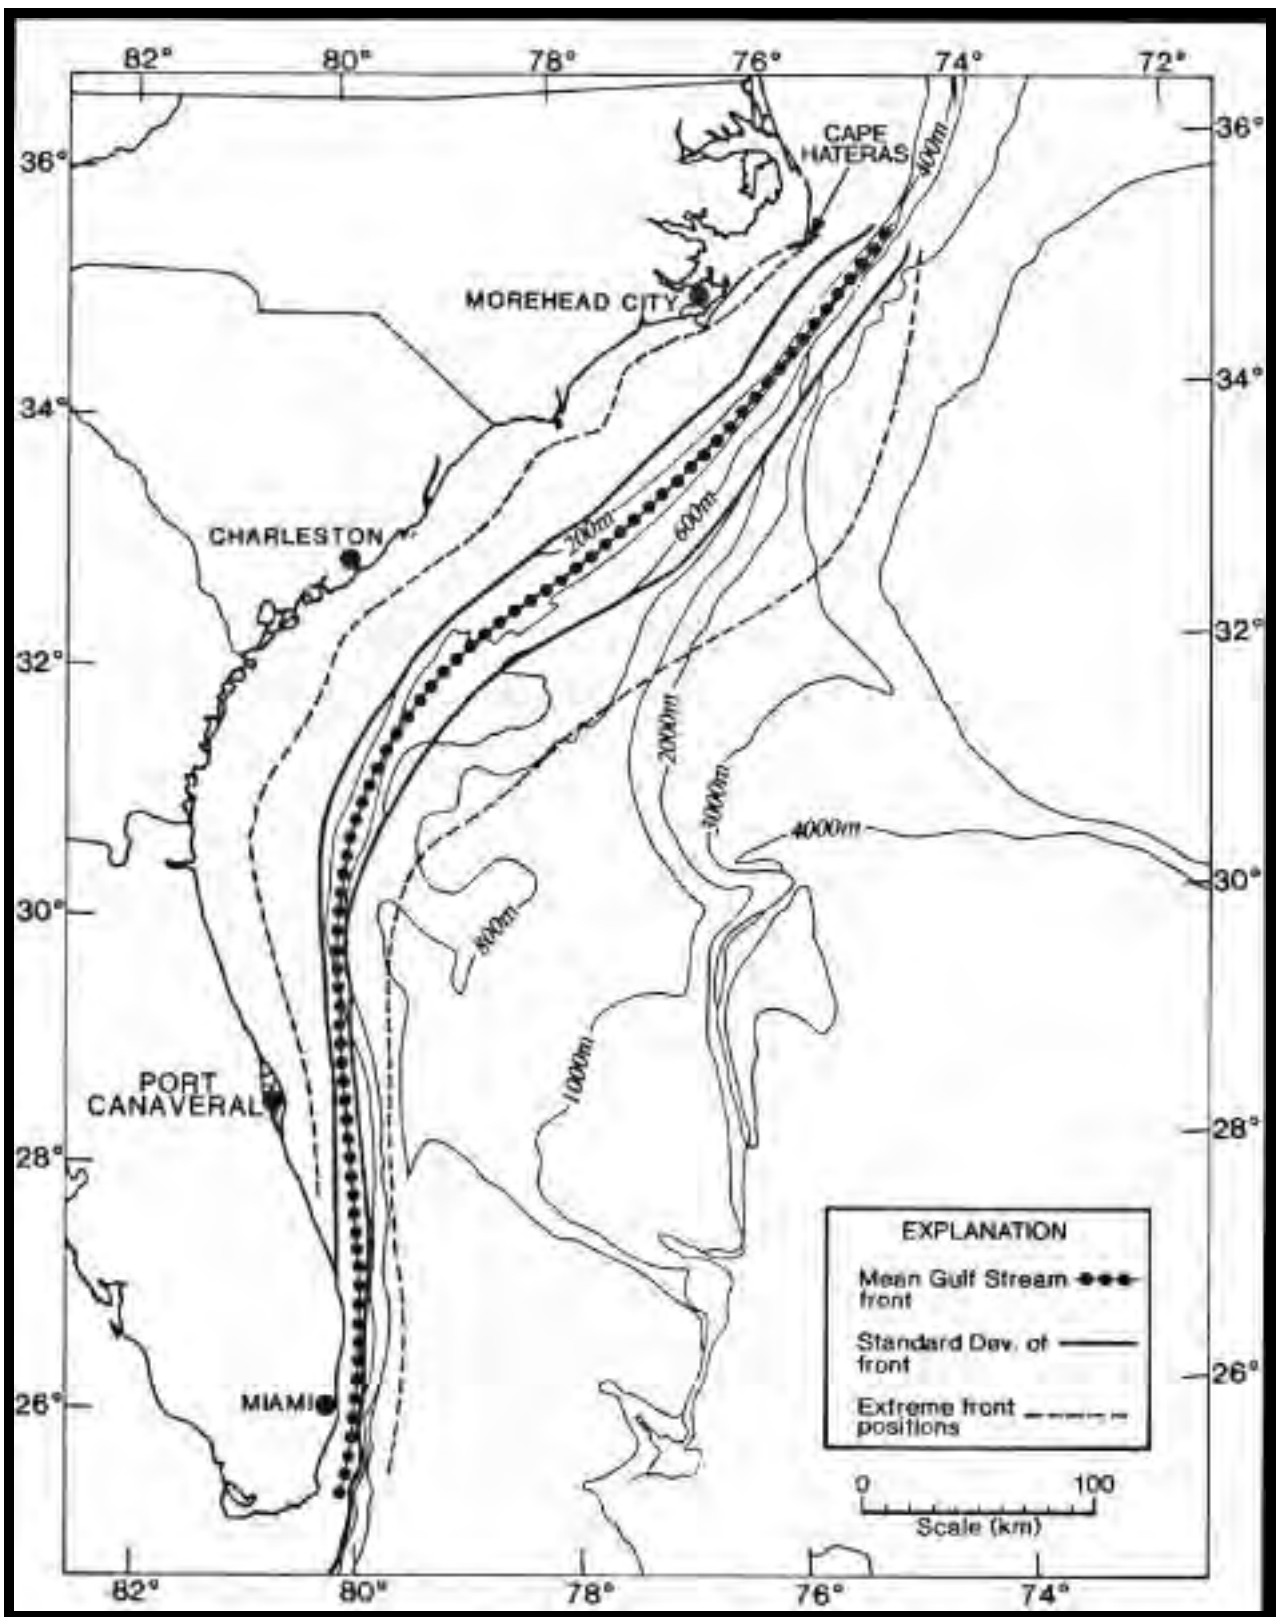 82° 80° 78° 76° 74° 72°
CAPE
HATERAS
400m
36°
36°
MOREHEAD CITY
34°
34°
200m
600m
CHARLESTON
32°
32°
2000m
3000m
4000m
30°
30°
800m
1000m
PORT
CANAVERAL
28°
28°
EXPLANATION
Mean Gulf Stream
front
Standard Dev. of
front
Extreme front
positions
26°
26°
MIAMI
0 100
Scale (km)
82° 80° 78° 76° 74°